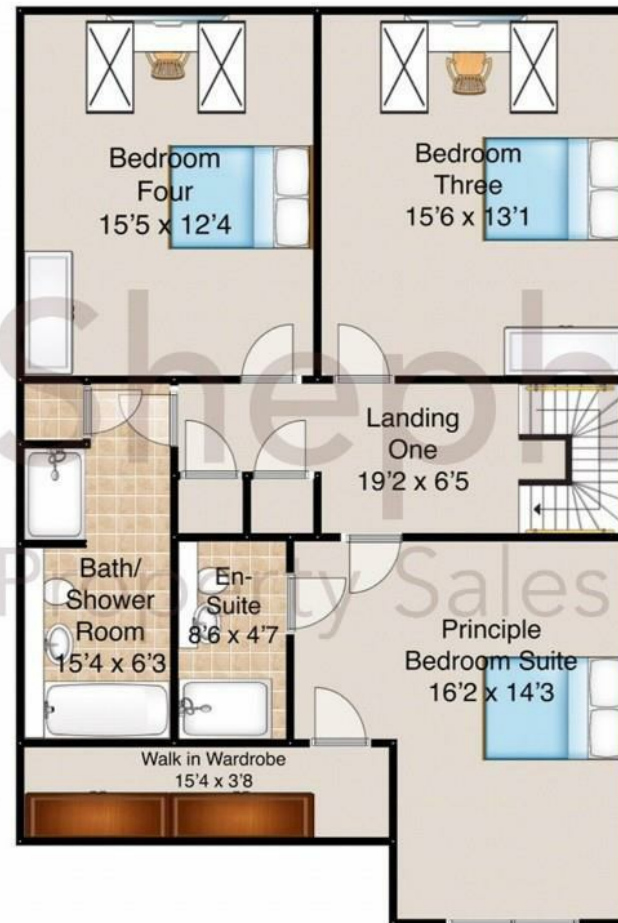 Bedroom
Four
15'5 x 12'4
Bedroom
Three
15'6 x 13'1
Sheph
Landing
One
19'2 x 6'5
Property Sales
Bath/
Shower
Room
15'4 x 6'3
En-
Suite
8'6 x 4'7
Principle
Bedroom Suite
16'2 x 14'3
Walk in Wardrobe
15'4 x 3'8